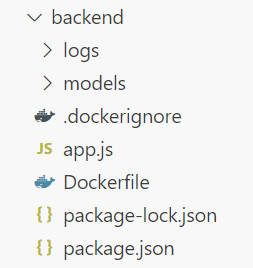 backend
logs
models
.dockerignore
JS app.js
Dockerfile
{} package-lock.json
{} package.json